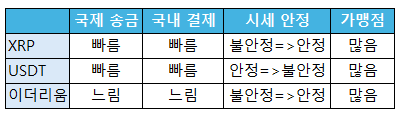 국제 송금 국내 결제 시세 안정 가맹점
XRP 빠름 빠름 불안정=>안정 많음
USDT 빠름 빠름 안정=>불안정 많음
이더리움 느림 느림 불안정=>안정 많음